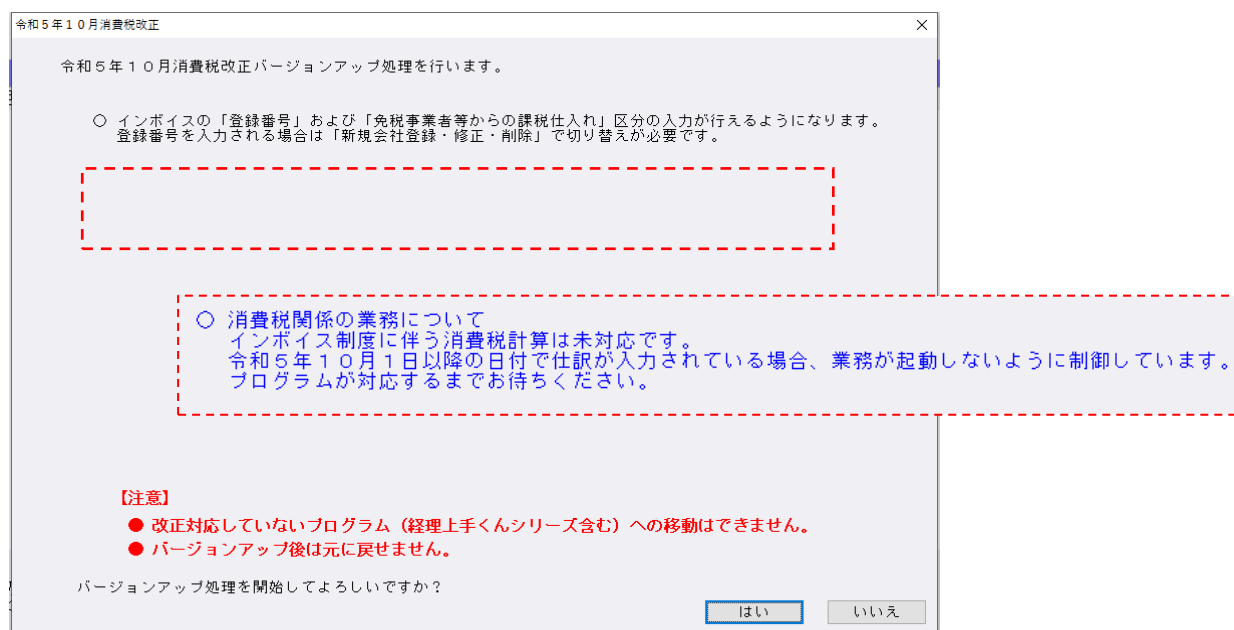 令和５年１０月消費税改正
令和５年１０月消費税改正バージョンアップ処理を行います。
○ インボイスの「登録番号」および「免税事業者等からの課税仕入れ」区分の入力が行えるようになります。
登録番号を入力される場合は「新規会社登録・修正・削除」で切り替えが必要です。
○ 消費税関係の業務について
インボイス制度に伴う消費税計算は未対応です。
令和５年１０月１日以降の日付で仕訳が入力されている場合、業務が起動しないように制御しています。
プログラムが対応するまでお待ちください。
【注意】
● 改正対応していないプログラム（経理上手くんシリーズ含む）への移動はできません。
● バージョンアップ後は元に戻せません。
バージョンアップ処理を開始してよろしいですか？
はい
いいえ